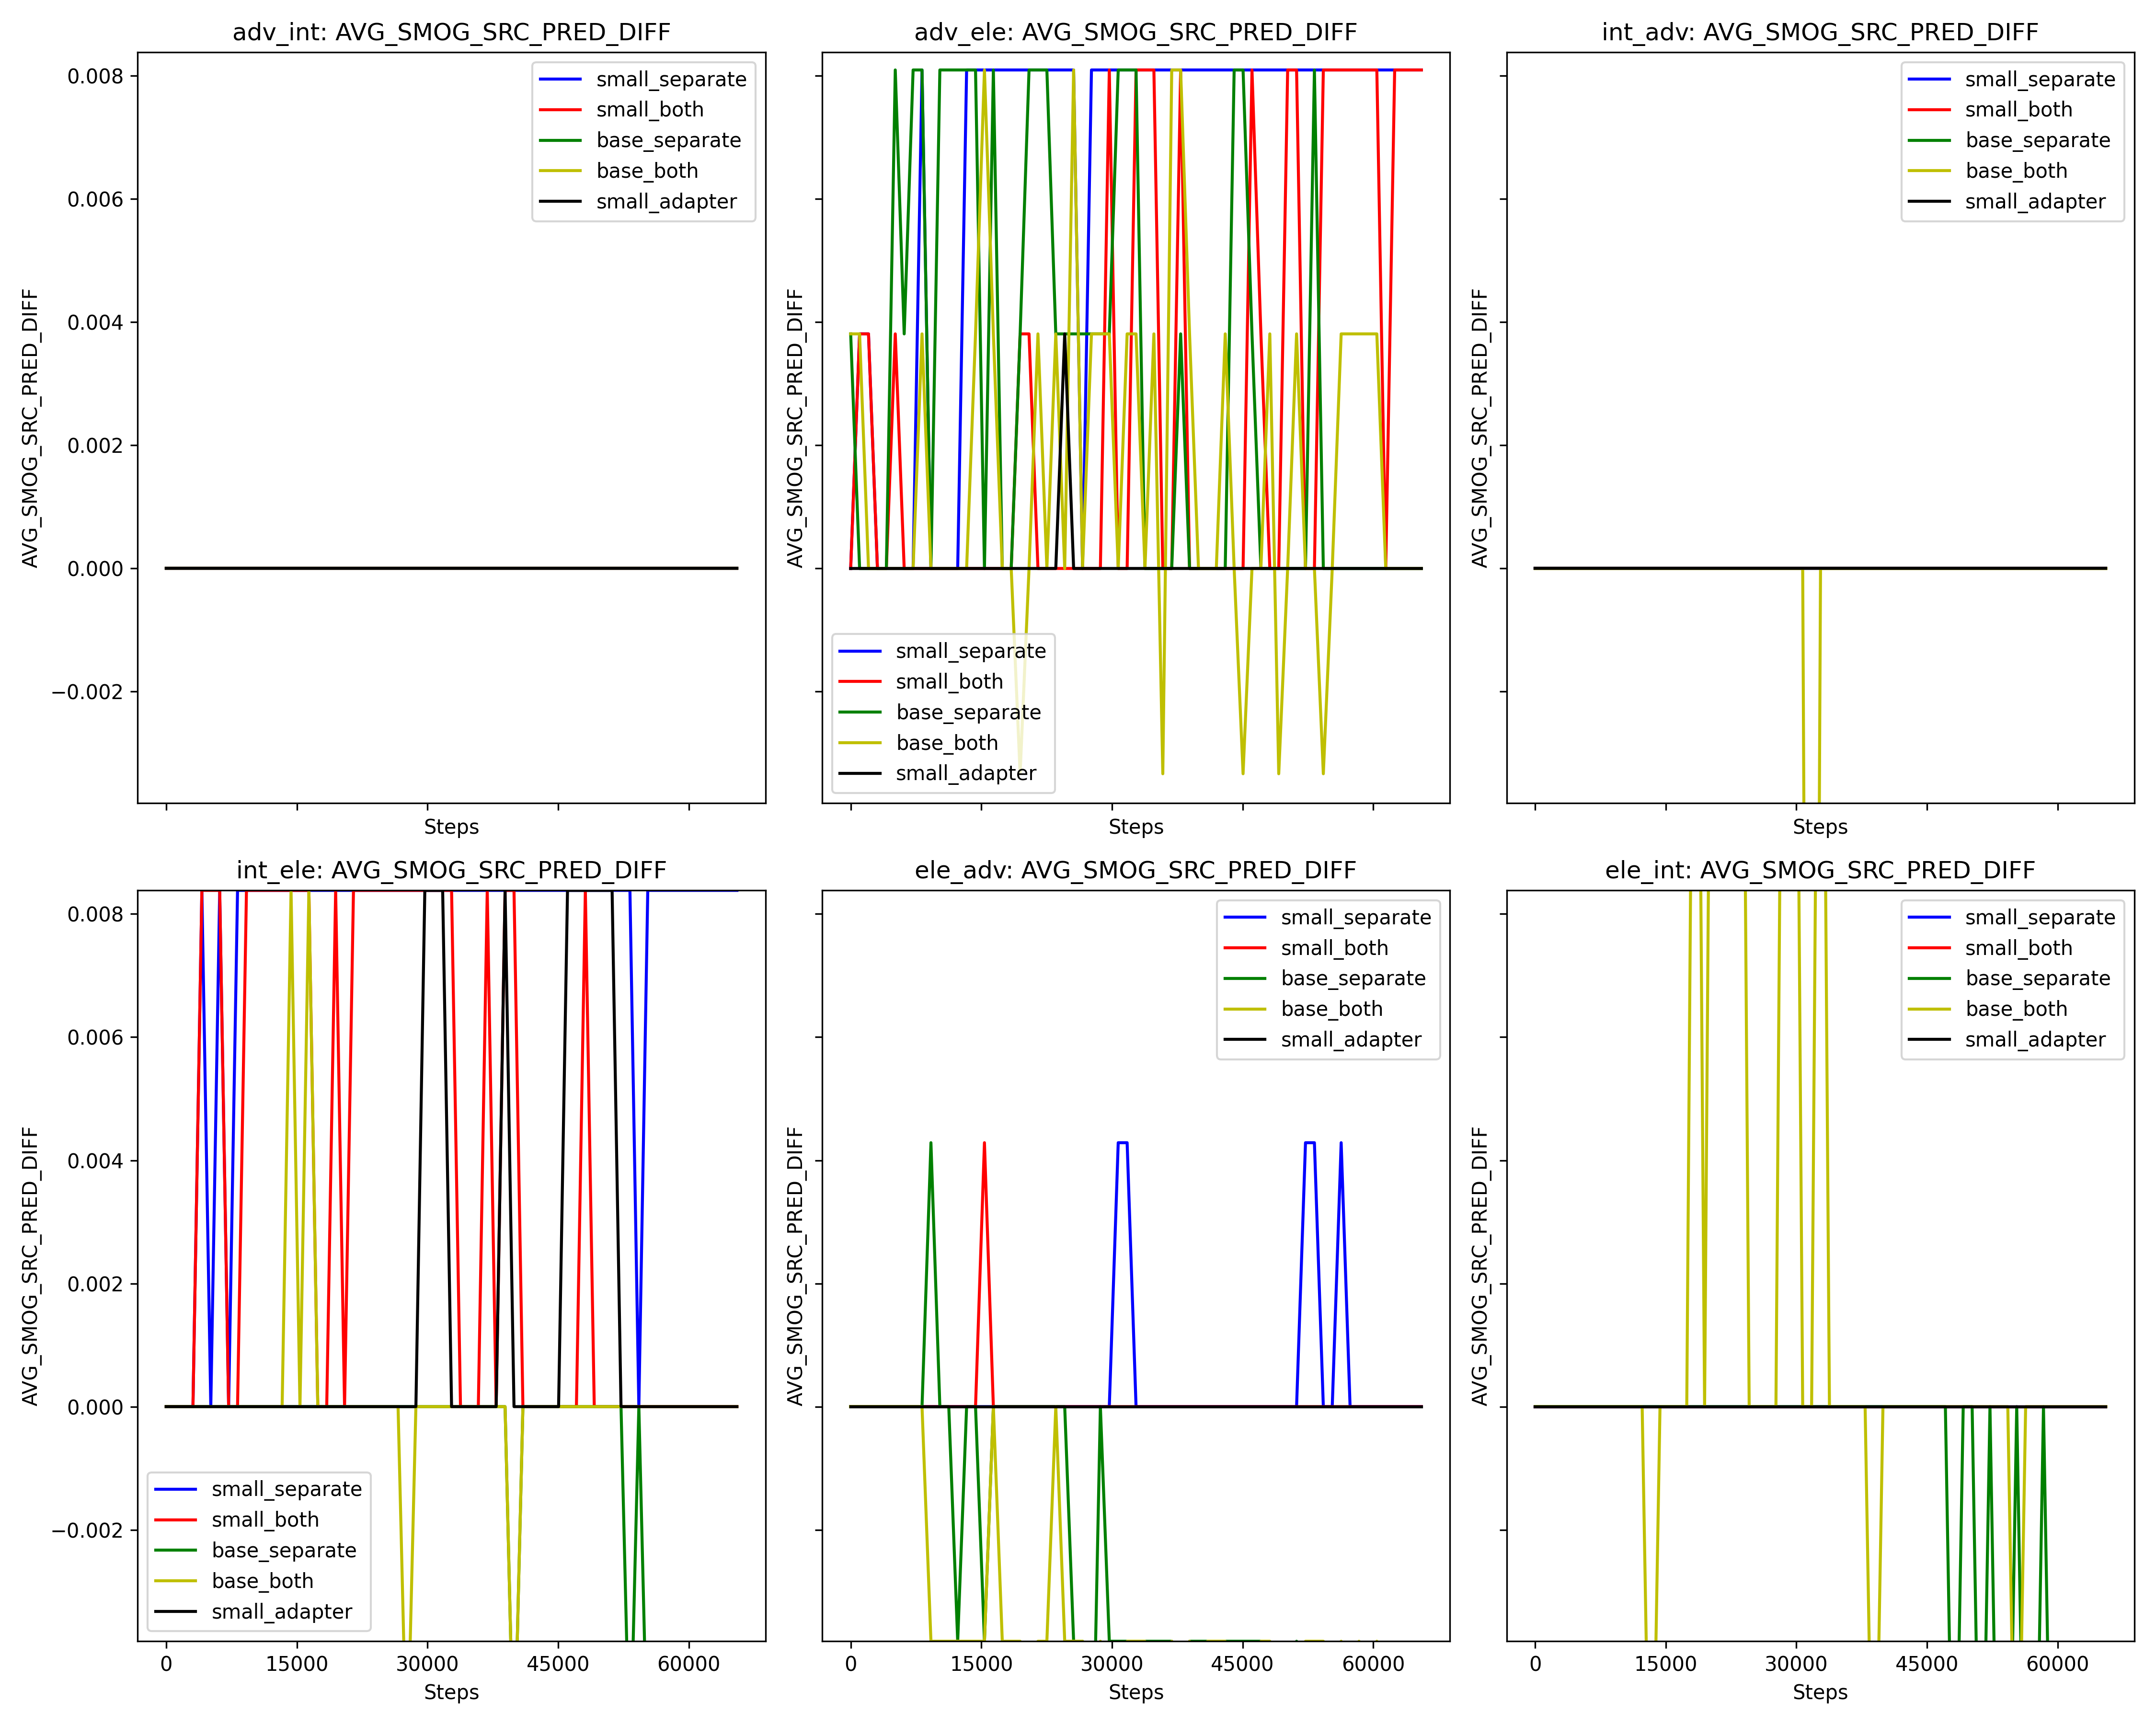 adv_int: AVG_SMOG_SRC_PRED_DIFF
AVG_SMOG_SRC_PRED_DIFF
0.008
0.006
0.004
0.002
0.000
−0.002
small_separate
small_both
base_separate
base_both
small_adapter
Steps
adv_ele: AVG_SMOG_SRC_PRED_DIFF
AVG_SMOG_SRC_PRED_DIFF
small_separate
small_both
base_separate
base_both
small_adapter
Steps
int_adv: AVG_SMOG_SRC_PRED_DIFF
AVG_SMOG_SRC_PRED_DIFF
small_separate
small_both
base_separate
base_both
small_adapter
Steps
int_ele: AVG_SMOG_SRC_PRED_DIFF
AVG_SMOG_SRC_PRED_DIFF
0.008
0.006
0.004
0.002
0.000
−0.002
small_separate
small_both
base_separate
base_both
small_adapter
0 15000 30000 45000 60000
Steps
ele_adv: AVG_SMOG_SRC_PRED_DIFF
AVG_SMOG_SRC_PRED_DIFF
small_separate
small_both
base_separate
base_both
small_adapter
0 15000 30000 45000 60000
Steps
ele_int: AVG_SMOG_SRC_PRED_DIFF
AVG_SMOG_SRC_PRED_DIFF
small_separate
small_both
base_separate
base_both
small_adapter
0 15000 30000 45000 60000
Steps